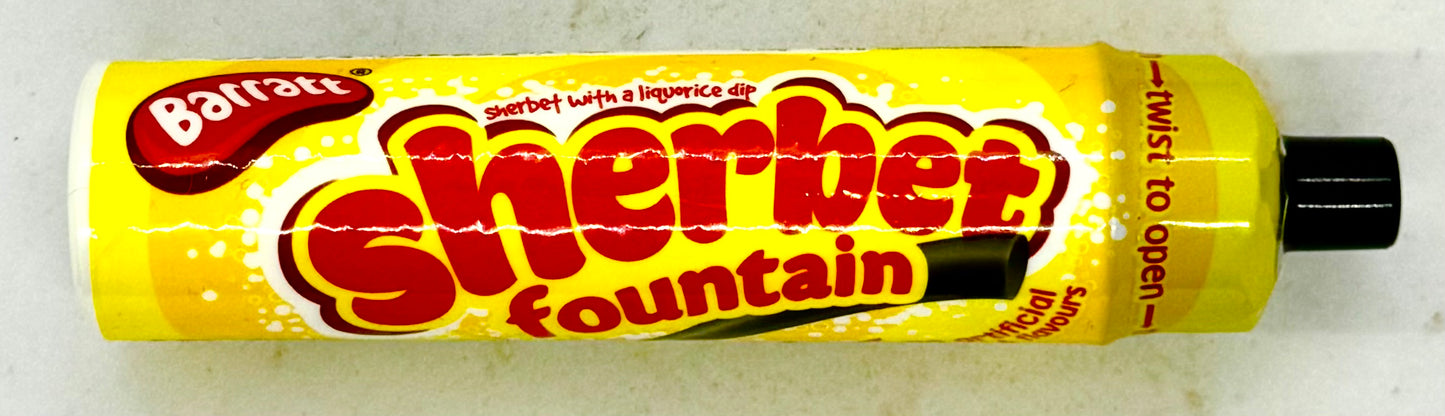 Barratt®
sherbet with a liquorice dip
sherbet
fountain
artificial
flavours
twist to open